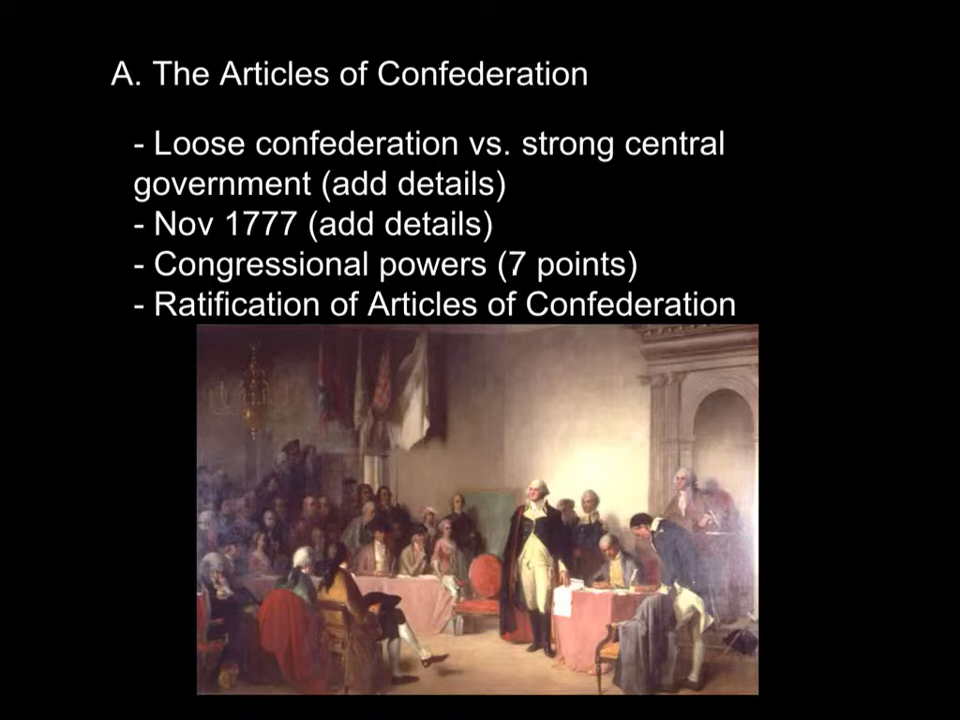 A. The Articles of Confederation
- Loose confederation vs. strong central
government (add details)
- Nov 1777 (add details)
- Congressional powers (7 points)
- Ratification of Articles of Confederation